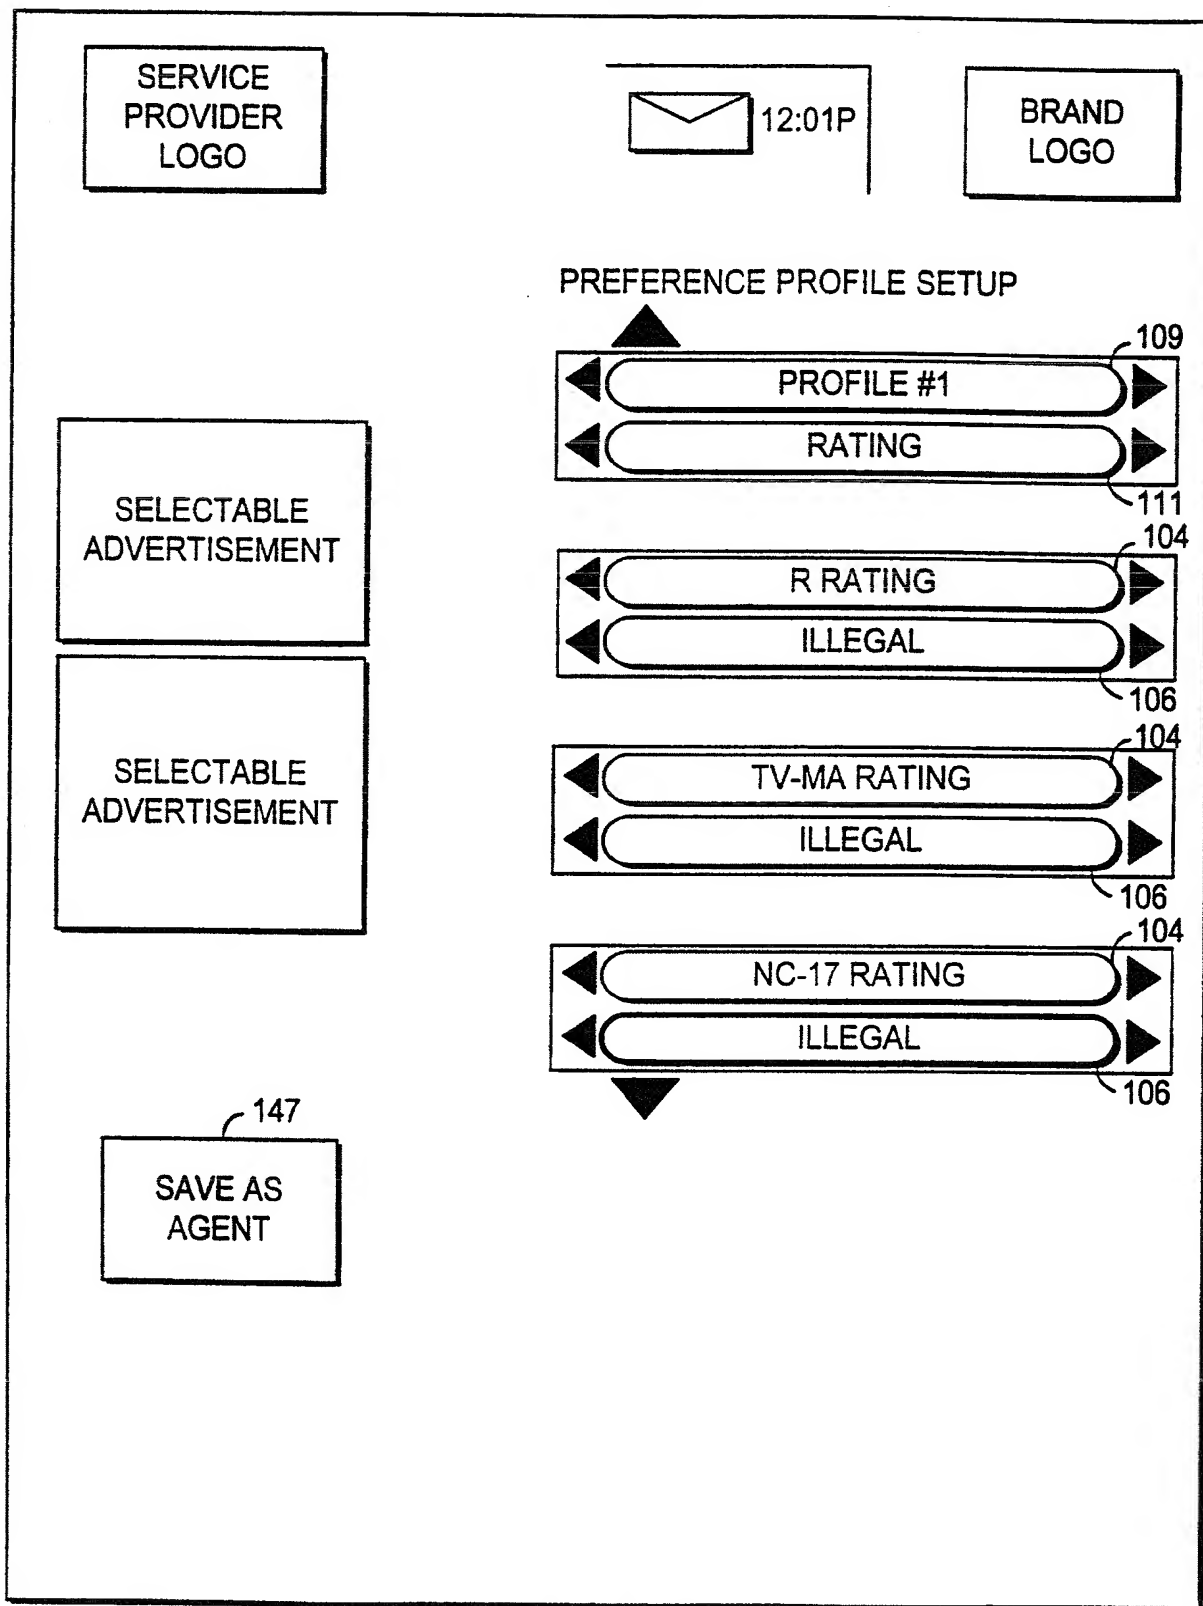 SERVICE
PROVIDER
LOGO
12:01P
BRAND
LOGO
PREFERENCE PROFILE SETUP
109
PROFILE #1
RATING
111
SELECTABLE
ADVERTISEMENT
104
R RATING
ILLEGAL
106
SELECTABLE
ADVERTISEMENT
104
TV-MA RATING
ILLEGAL
106
104
NC-17 RATING
ILLEGAL
106
147
SAVE AS
AGENT